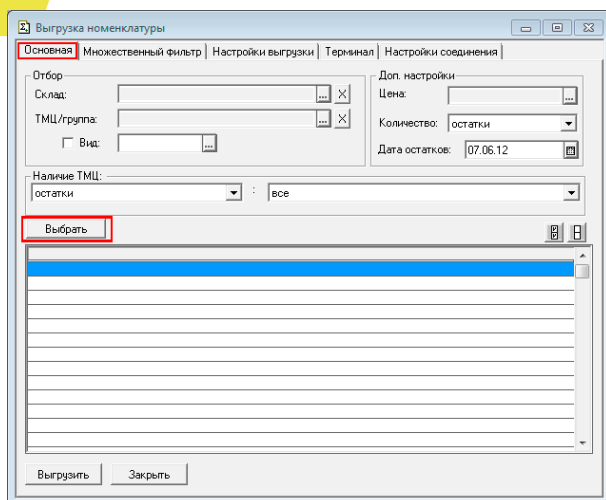 Выгрузка номенклатуры
Основная Множественный фильтр Настройки выгрузки Терминал Настройки соединения
Отбор
Доп. настройки
Склад: ... X
Цена: ...
ТМЦ/группа: ... X
Количество: остатки
Вид: ...
Дата остатков: 07.06.12
Наличие ТМЦ:
остатки : все
Выбрать
Выгрузить Закрыть